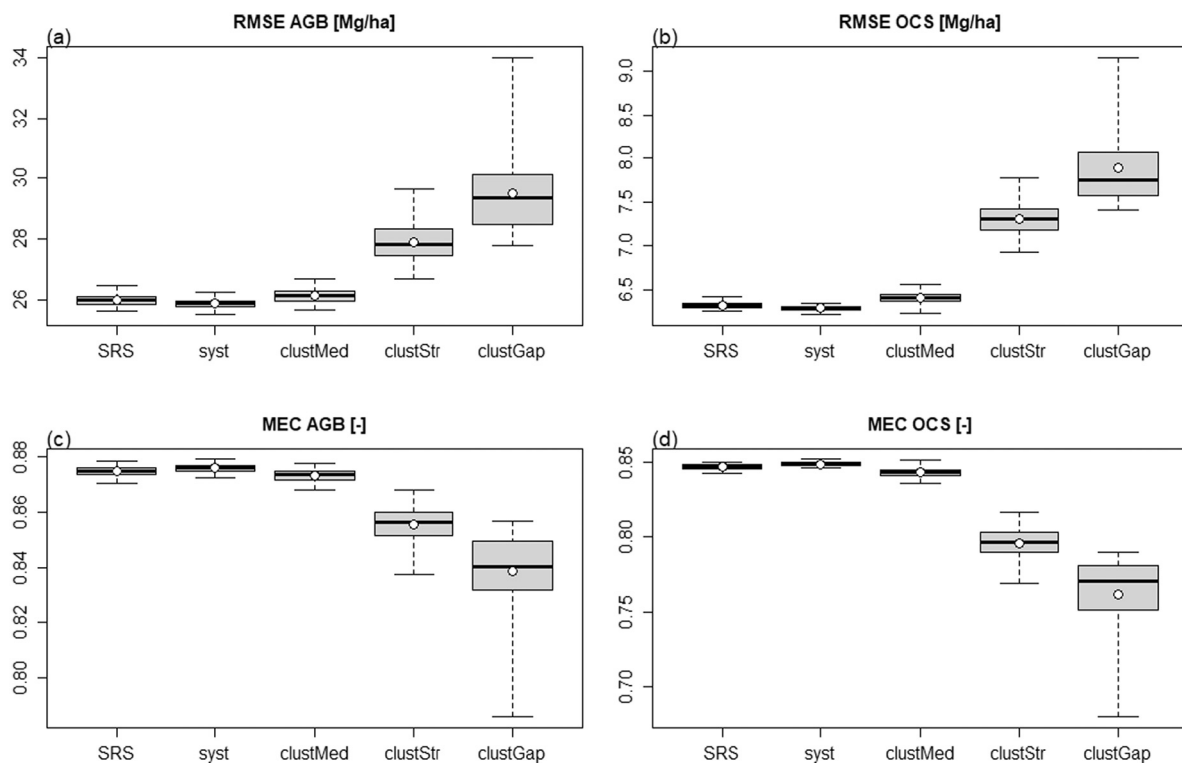 RMSE AGB [Mg/ha]
(a)
34
32
30
28
26
SRS syst clustMed clustStr clustGap
RMSE OCS [Mg/ha]
(b)
9.0
8.5
8.0
7.5
7.0
6.5
SRS syst clustMed clustStr clustGap
MEC AGB [-]
(c)
0.88
0.86
0.84
0.82
0.80
SRS syst clustMed clustStr clustGap
MEC OCS [-]
(d)
0.85
0.80
0.75
0.70
SRS syst clustMed clustStr clustGap